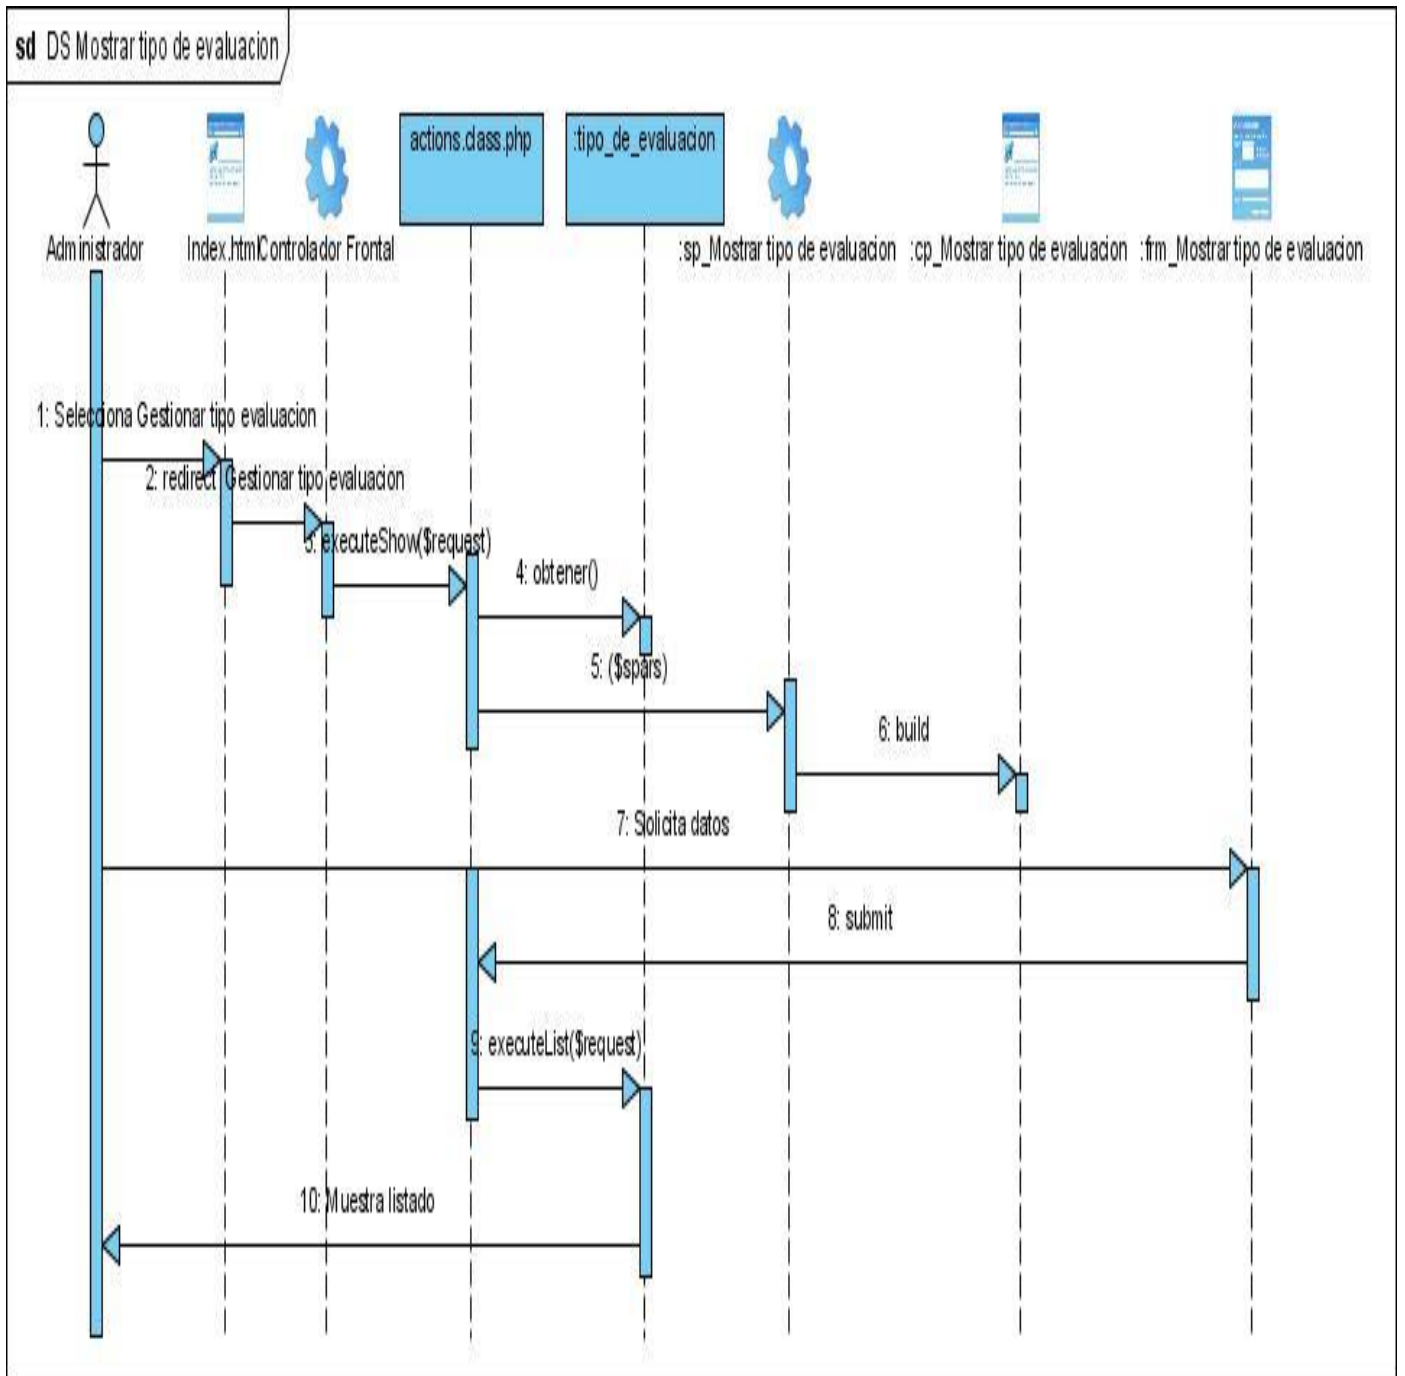 sd DS Mostrar tipo de evaluacion
actions.class.php
:tipo_de_evaluacion
Administrador
Index.html
Controlador Frontal
:sp_Mostrar tipo de evaluacion
:cp_Mostrar tipo de evaluacion
:frm_Mostrar tipo de evaluacion
1: Selecciona Gestionar tipo evaluacion
2: redirect Gestionar tipo evaluacion
3: executeShow($request)
4: obtener()
5: ($spars)
6: build
7: Solicita datos
8: submit
9: executeList($request)
10: Muestra listado